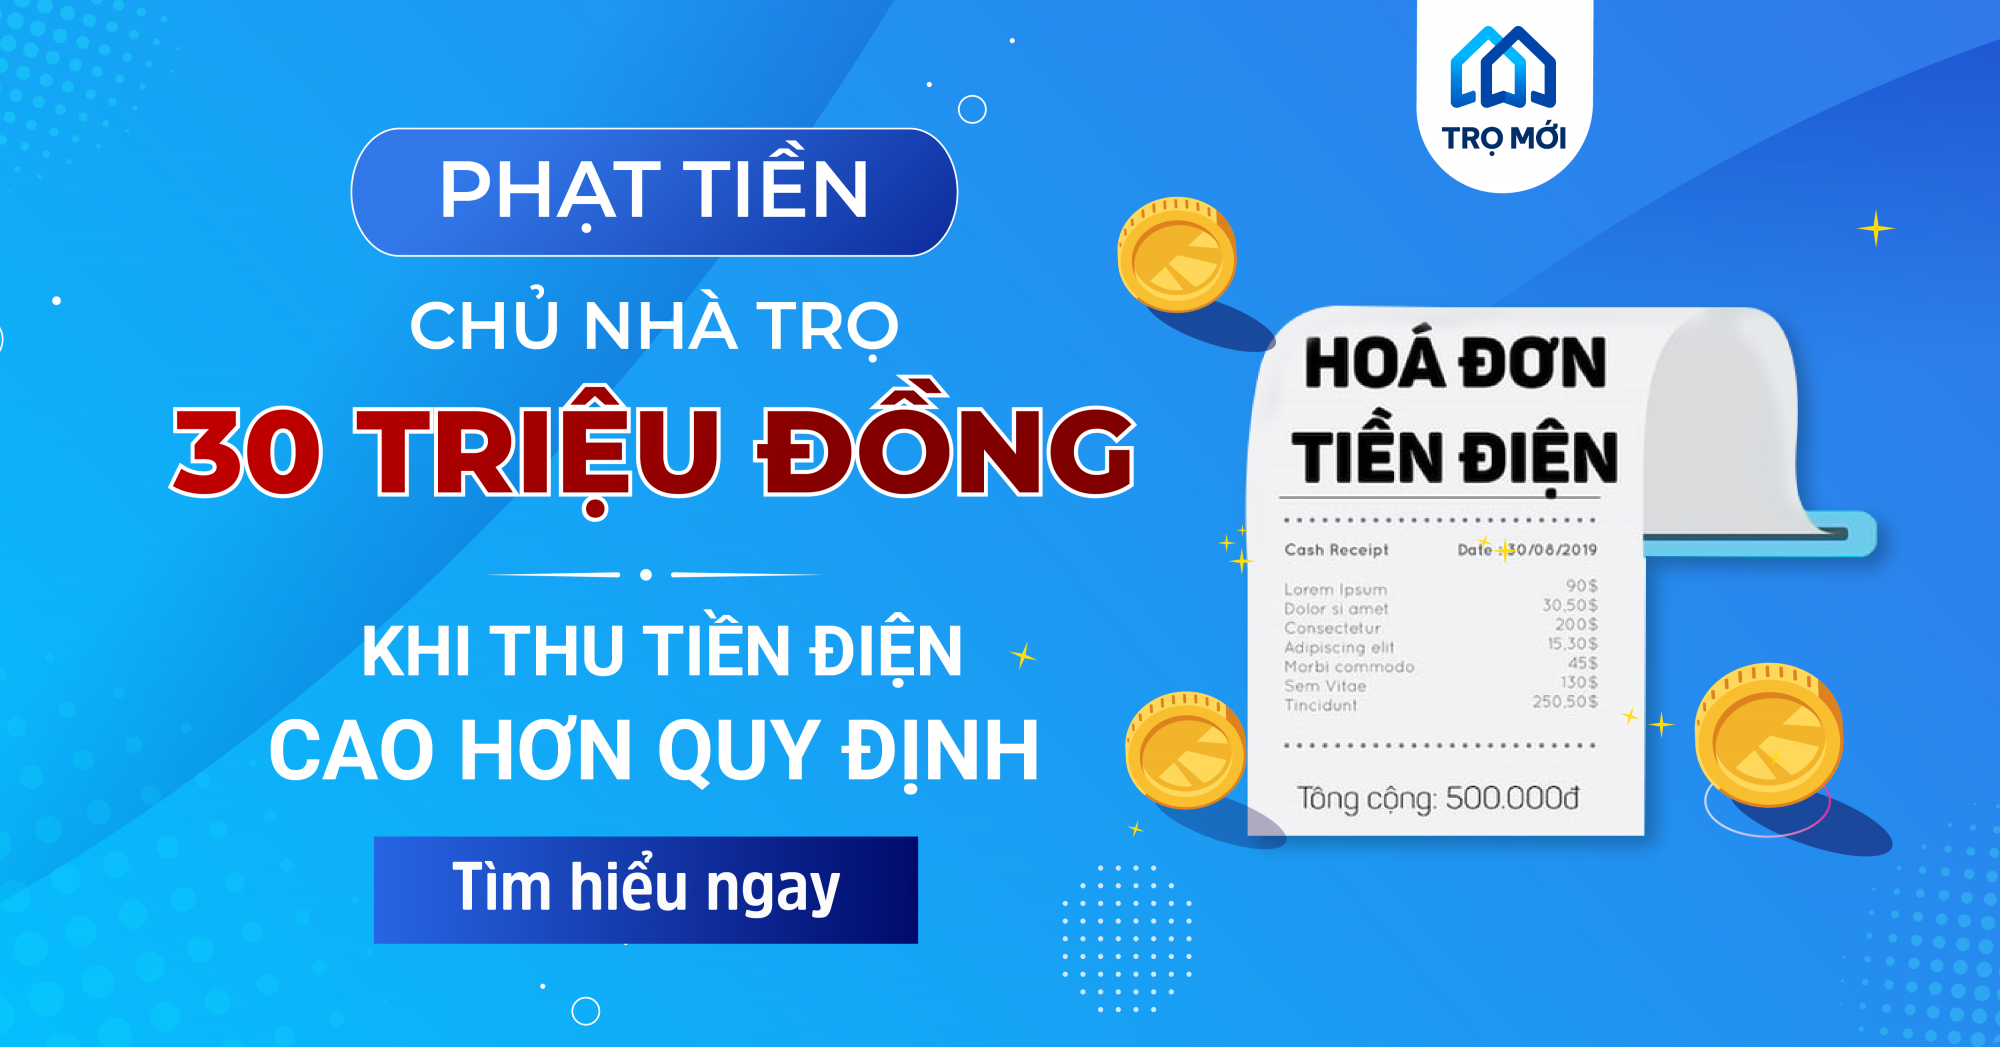 TRỌ MỚI
PHẠT TIỀN
CHỦ NHÀ TRỌ
30 TRIỆU ĐỒNG
KHI THU TIỀN ĐIỆN
CAO HƠN QUY ĐỊNH
Tìm hiểu ngay
HOÁ ĐƠN
TIỀN ĐIỆN
Cash Receipt Date : 30/08/2019
Lorem Ipsum 90$
Dolor si amet 30,50$
Consectetur 200$
Adipiscing elit 15,30$
Morbi commodo 45$
Sem Vitae 130$
Tincidunt 250,50$
Tông cộng: 500.000đ